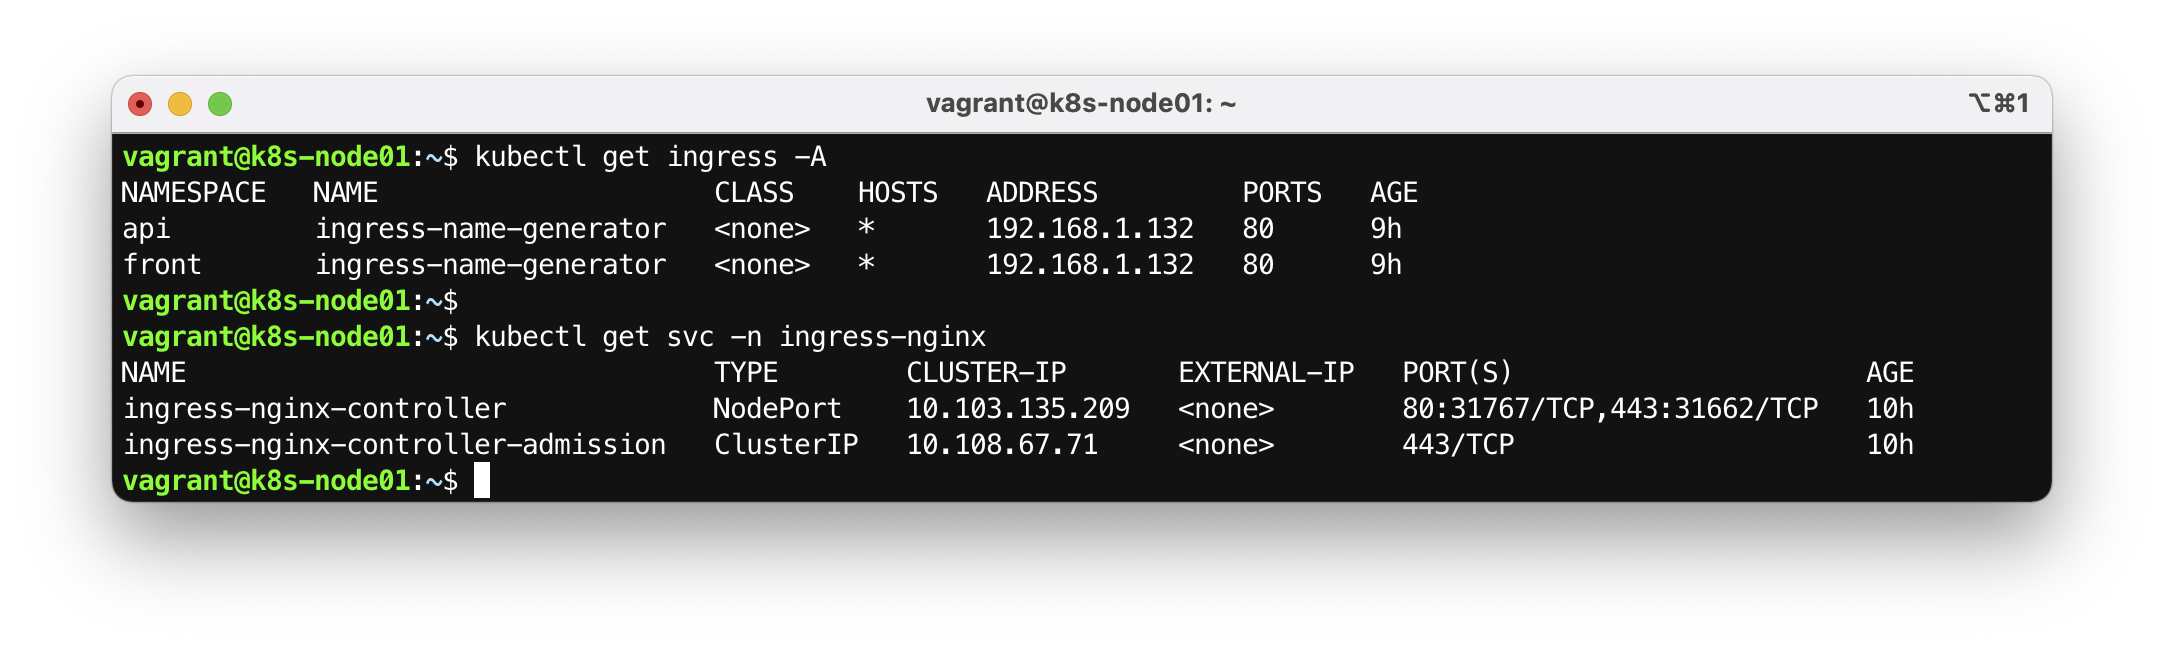 vagrant@k8s-node01: ~ ⌥⌘1
vagrant@k8s-node01:~$ kubectl get ingress -A
NAMESPACE   NAME                     CLASS    HOSTS   ADDRESS         PORTS   AGE
api         ingress-name-generator   <none>   *       192.168.1.132   80      9h
front       ingress-name-generator   <none>   *       192.168.1.132   80      9h
vagrant@k8s-node01:~$
vagrant@k8s-node01:~$ kubectl get svc -n ingress-nginx
NAME                                 TYPE        CLUSTER-IP       EXTERNAL-IP   PORT(S)                      AGE
ingress-nginx-controller             NodePort    10.103.135.209   <none>        80:31767/TCP,443:31662/TCP   10h
ingress-nginx-controller-admission   ClusterIP   10.108.67.71     <none>        443/TCP                      10h
vagrant@k8s-node01:~$